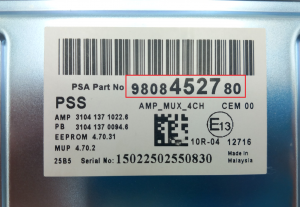 PSA Part No 9808452780
PSS
AMP_MUX_4CH CEM 00
AMP 3104 137 1022.6
PB 3104 137 0094.6
EEPROM 4.70.31
MUP 4.70.2
E13
10R-04 12716
25B5 Serial No: 15022502550830
Made in
Malaysia